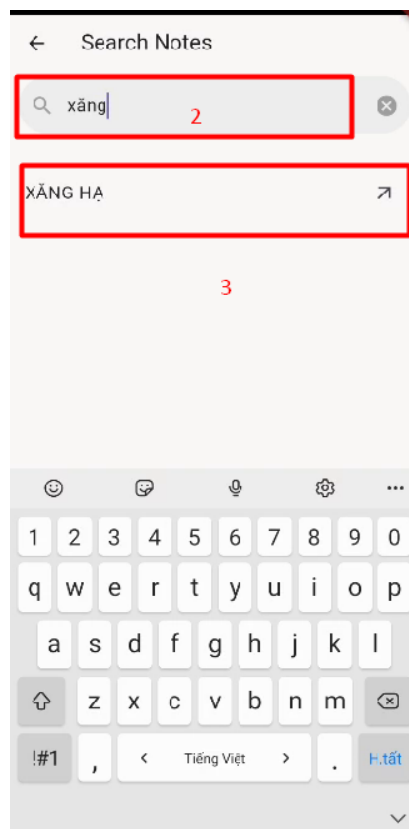 Search Notes
xăng
2
XĂNG HẠ
3
1 2 3 4 5 6 7 8 9 0
q w e r t y u i o p
a s d f g h j k l
z x c v b n m
!#1 , < Tiếng Việt > . H.tất